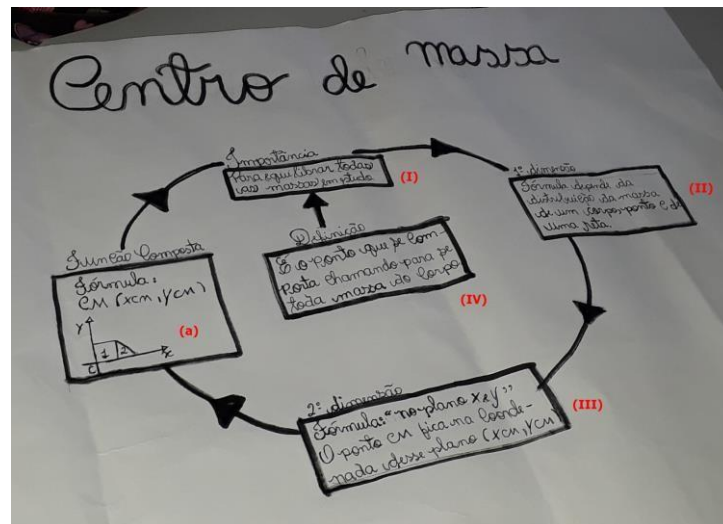 Centro de massa
Importância
Para equilibrar todas
as massas em estudo
(I)
1ª dimensão
Fórmula depende da
distribuição da massa
de um corpo ponto e de
uma reta.
(II)
Definição
É o ponto que se com-
porta chamando para se
toda massa do corpo
(IV)
Função Composta
Fórmula:
CM (XCM, YCM)
Y
1 2
X
C
(a)
2ª dimensão
Fórmula: "no plano X e Y"
O ponto CM fica na Coorde-
nada desse plano (XCM, YCM)
(III)